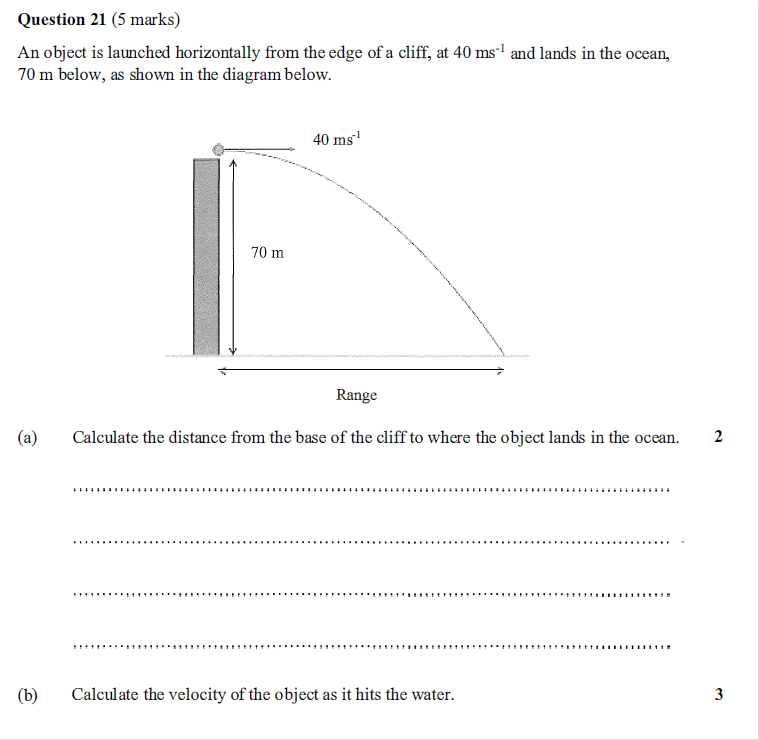 Question 21 (5 marks)
An object is launched horizontally from the edge of a cliff, at 40 ms⁻¹ and lands in the ocean,
70 m below, as shown in the diagram below.
40 ms⁻¹
70 m
Range
(a) Calculate the distance from the base of the cliff to where the object lands in the ocean. 2
(b) Calculate the velocity of the object as it hits the water. 3